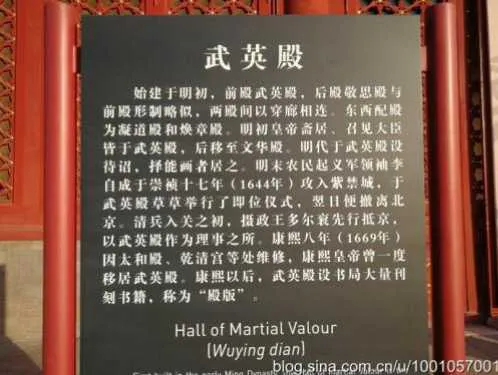 武英殿
始建于明初，前殿武英殿，后殿敬思殿与
前殿形制略似，两殿间以穿廊相连。东西配殿
为凝道殿和焕章殿。明初皇帝斋居、召见大臣
皆于武英殿，后移至文华殿。明代于武英殿设
待诏，择能画者居之。明末农民起义军领袖李
自成于崇祯十七年（1644年）攻入紫禁城，于
武英殿草草举行了即位仪式，翌日便撤离北
京。清兵入关之初，摄政王多尔衮先行抵京，
以武英殿作为理事之所。康熙八年（1669年）
因太和殿、乾清宫等处维修，康熙皇帝曾一度
移居武英殿。康熙以后，武英殿设书局大量刊
刻书籍，称为“殿版”。
Hall of Martial Valour
(Wuying dian)
First built in the early Ming Dynasty
blog.sina.com.cn/u/1001057001